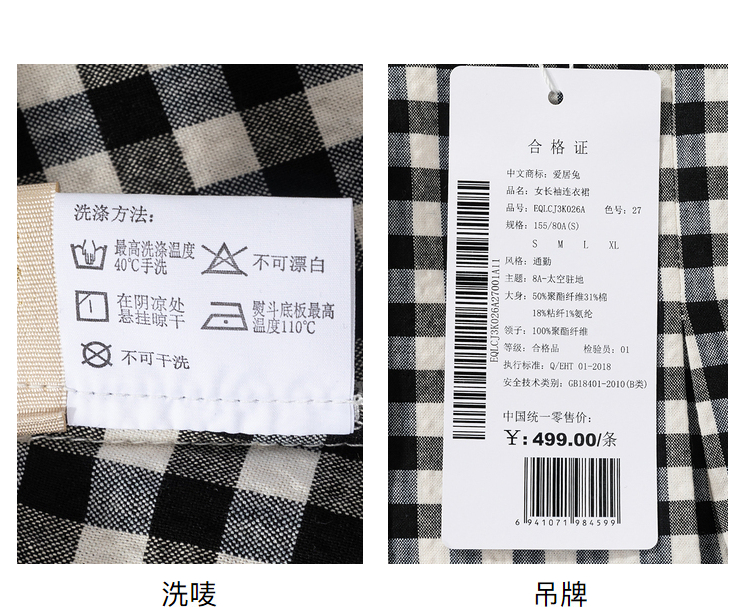 洗涤方法:
最高洗涤温度
40℃手洗
不可漂白
在阴凉处
悬挂晾干
熨斗底板最高
温度110℃
不可干洗
合格证
中文商标: 爱居兔
品名: 女长袖连衣裙
品号: EQLCJ3K026A 色号: 27
规格: 155/80A(S)
S M L XL
风格: 通勤
主题: 8A-太空驻地
大身: 50%聚酯纤维31%棉
18%粘纤1%氨纶
领子: 100%聚酯纤维
等级: 合格品 检验员: 01
执行标准: Q/EHT 01-2018
安全技术类别: GB18401-2010(B类)
EQLCJ3K026A27001A11
中国统一零售价:
¥: 499.00/条
6 941071 984599
洗唛
吊牌